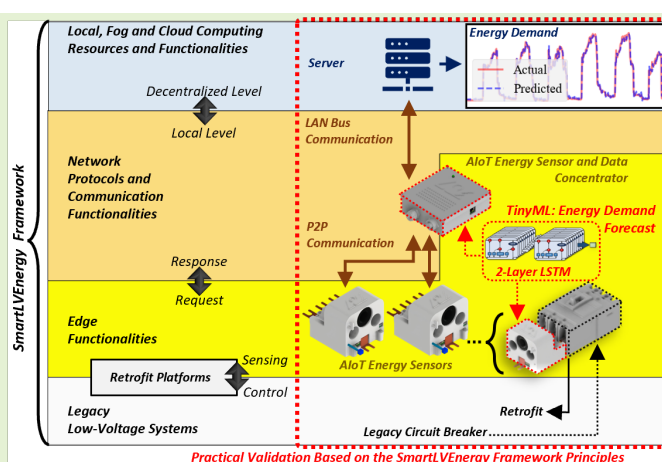 SmartLVEnergy Framework
Local, Fog and Cloud Computing
Resources and Functionalities
Decentralized Level
Local Level
Network
Protocols and
Communication
Functionalities
Response
Request
Edge
Functionalities
Retrofit Platforms
Sensing
Control
Legacy
Low-Voltage Systems
Server
Energy Demand
Actual
Predicted
LAN Bus
Communication
AIoT Energy Sensor and Data
Concentrator
P2P
Communication
TinyML: Energy Demand
Forecast
2-Layer LSTM
AIoT Energy Sensors
Retrofit
Legacy Circuit Breaker
Practical Validation Based on the SmartLVEnergy Framework Principles